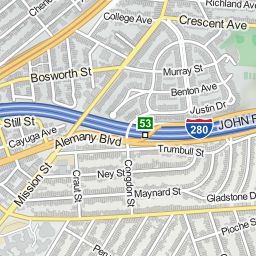 Richland Ave
College Ave
Crescent Ave
Bosworth St
Murray St
Benton Ave
Justin Dr
53
280
JOHN F
Still St
Cayuga Ave
Alemany Blvd
Trumbull St
Mission St
Craut St
Ney St
Congdon St
Maynard St
Gladstone D